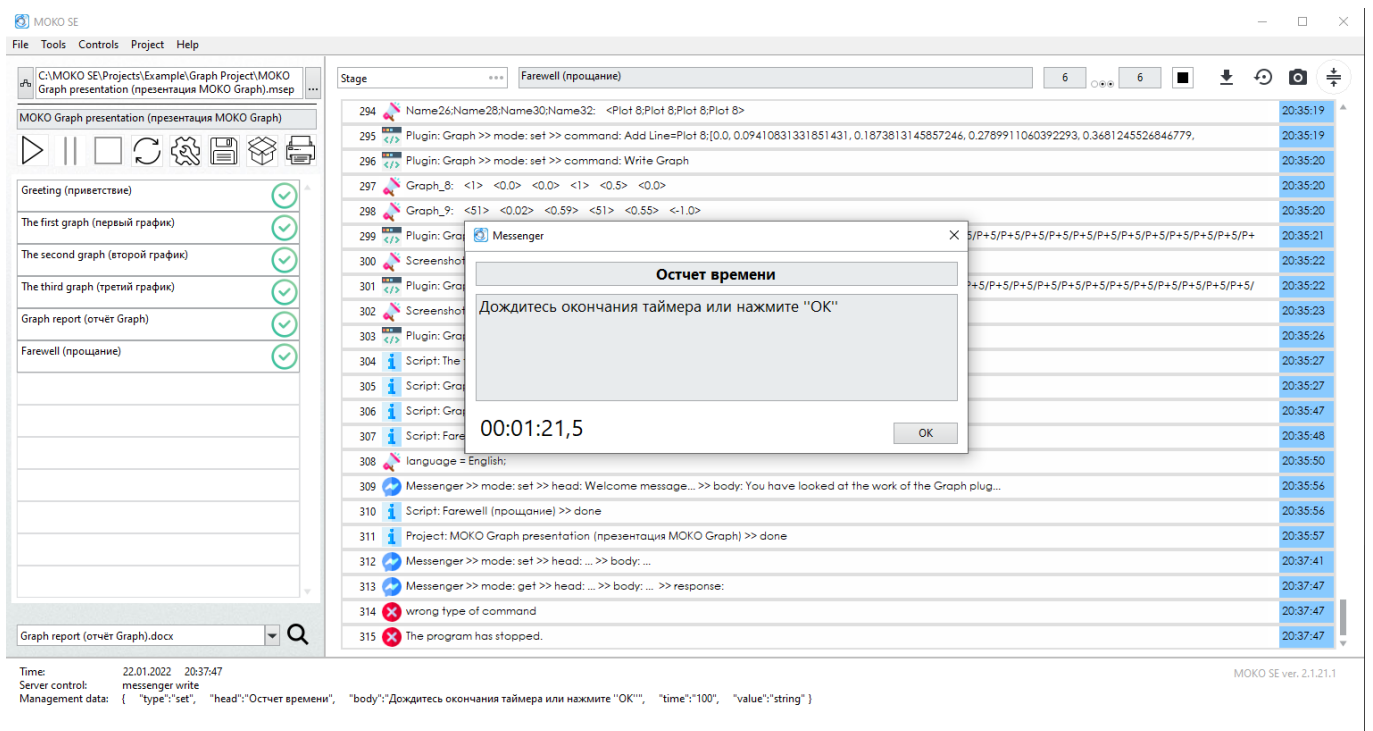 MOKO SE
File Tools Controls Project Help
C:\MOKO SE\Projects\Example\Graph Project\MOKO
Graph presentation (презентация MOKO Graph).msep
...
MOKO Graph presentation (презентация MOKO Graph)
Greeting (приветствие)
The first graph (первый график)
The second graph (второй график)
The third graph (третий график)
Graph report (отчёт Graph)
Farewell (прощание)
Graph report (отчёт Graph).docx
Stage
Farewell (прощание)
6
6
294 Name26;Name28;Name30;Name32: <Plot 8;Plot 8;Plot 8;Plot 8> 20:35:19
295 Plugin: Graph >> mode: set >> command: Add Line=Plot 8;[0.0, 0.09410831331851431, 0.1873813145857246, 0.2789911060392293, 0.3681245526846779, 20:35:19
296 Plugin: Graph >> mode: set >> command: Write Graph 20:35:20
297 Graph_8: <1> <0.0> <0.0> <1> <0.5> <0.0> 20:35:20
298 Graph_9: <51> <0.02> <0.59> <51> <0.55> <-1.0> 20:35:20
299 Plugin: Gra 5/P+5/P+5/P+5/P+5/P+5/P+5/P+5/P+5/P+5/P+5/P+5/P+ 20:35:21
300 Screenshot 20:35:22
301 Plugin: Gra P+5/P+5/P+5/P+5/P+5/P+5/P+5/P+5/P+5/P+5/P+5/P+5/ 20:35:22
302 Screenshot 20:35:23
303 Plugin: Gra 20:35:26
304 Script: The 20:35:27
305 Script: Gra 20:35:27
306 Script: Gra 20:35:47
307 Script: Fare 20:35:48
308 language = English; 20:35:50
309 Messenger >> mode: set >> head: Welcome message... >> body: You have looked at the work of the Graph plug... 20:35:56
310 Script: Farewell (прощание) >> done 20:35:56
311 Project: MOKO Graph presentation (презентация MOKO Graph) >> done 20:35:57
312 Messenger >> mode: set >> head: ... >> body: ... 20:37:41
313 Messenger >> mode: get >> head: ... >> body: ... >> response: 20:37:47
314 wrong type of command 20:37:47
315 The program has stopped. 20:37:47
Messenger
Остчет времени
Дождитесь окончания таймера или нажмите ''OK''
00:01:21,5
OK
Time: 22.01.2022 20:37:47
Server control: messenger write
Management data: { "type":"set", "head":"Остчет времени", "body":"Дождитесь окончания таймера или нажмите ''OK''", "time":"100", "value":"string" }
MOKO SE ver. 2.1.21.1